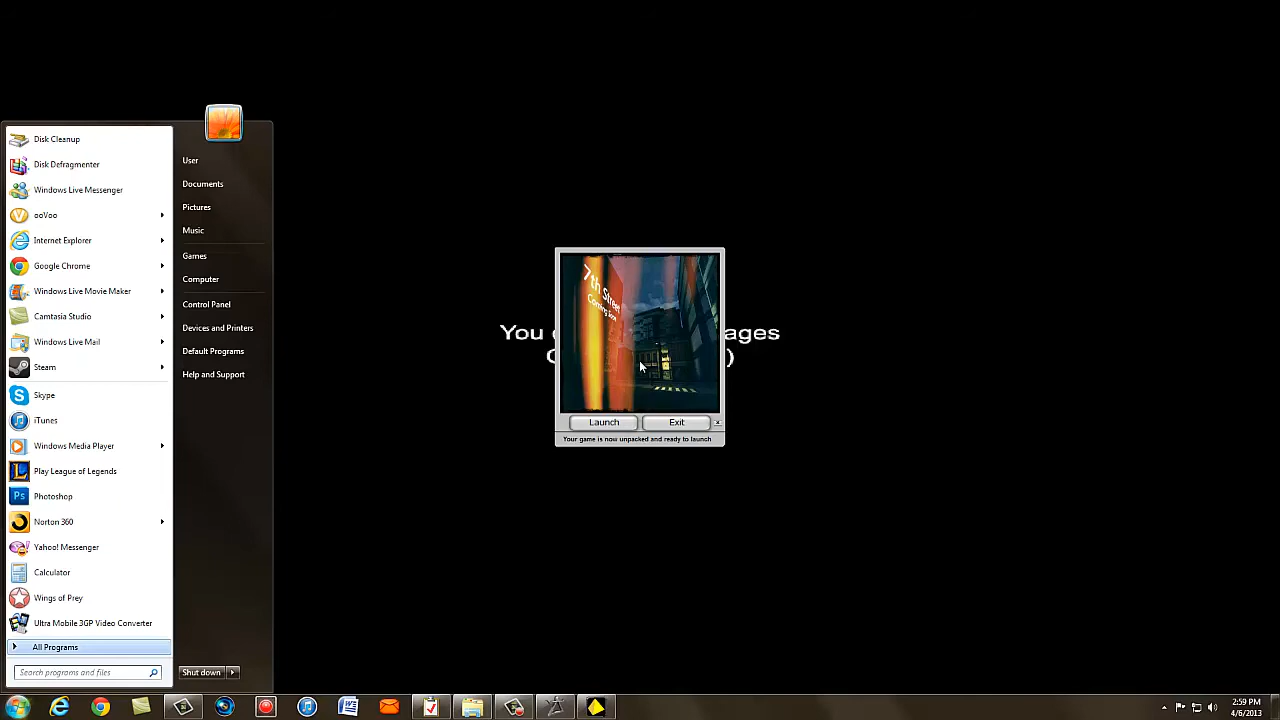 Disk Cleanup
Disk Defragmenter
Windows Live Messenger
ooVoo
Internet Explorer
Google Chrome
Windows Live Movie Maker
Camtasia Studio
Windows Live Mail
Steam
Skype
iTunes
Windows Media Player
Play League of Legends
Photoshop
Norton 360
Yahoo! Messenger
Calculator
Wings of Prey
Ultra Mobile 3GP Video Converter
All Programs
Search programs and files
User
Documents
Pictures
Music
Games
Computer
Control Panel
Devices and Printers
Default Programs
Help and Support
Shut down
You
ages
)
7th Street
Coming soon
Launch
Exit
x
Your game is now unpacked and ready to launch
2:59 PM
4/6/2013